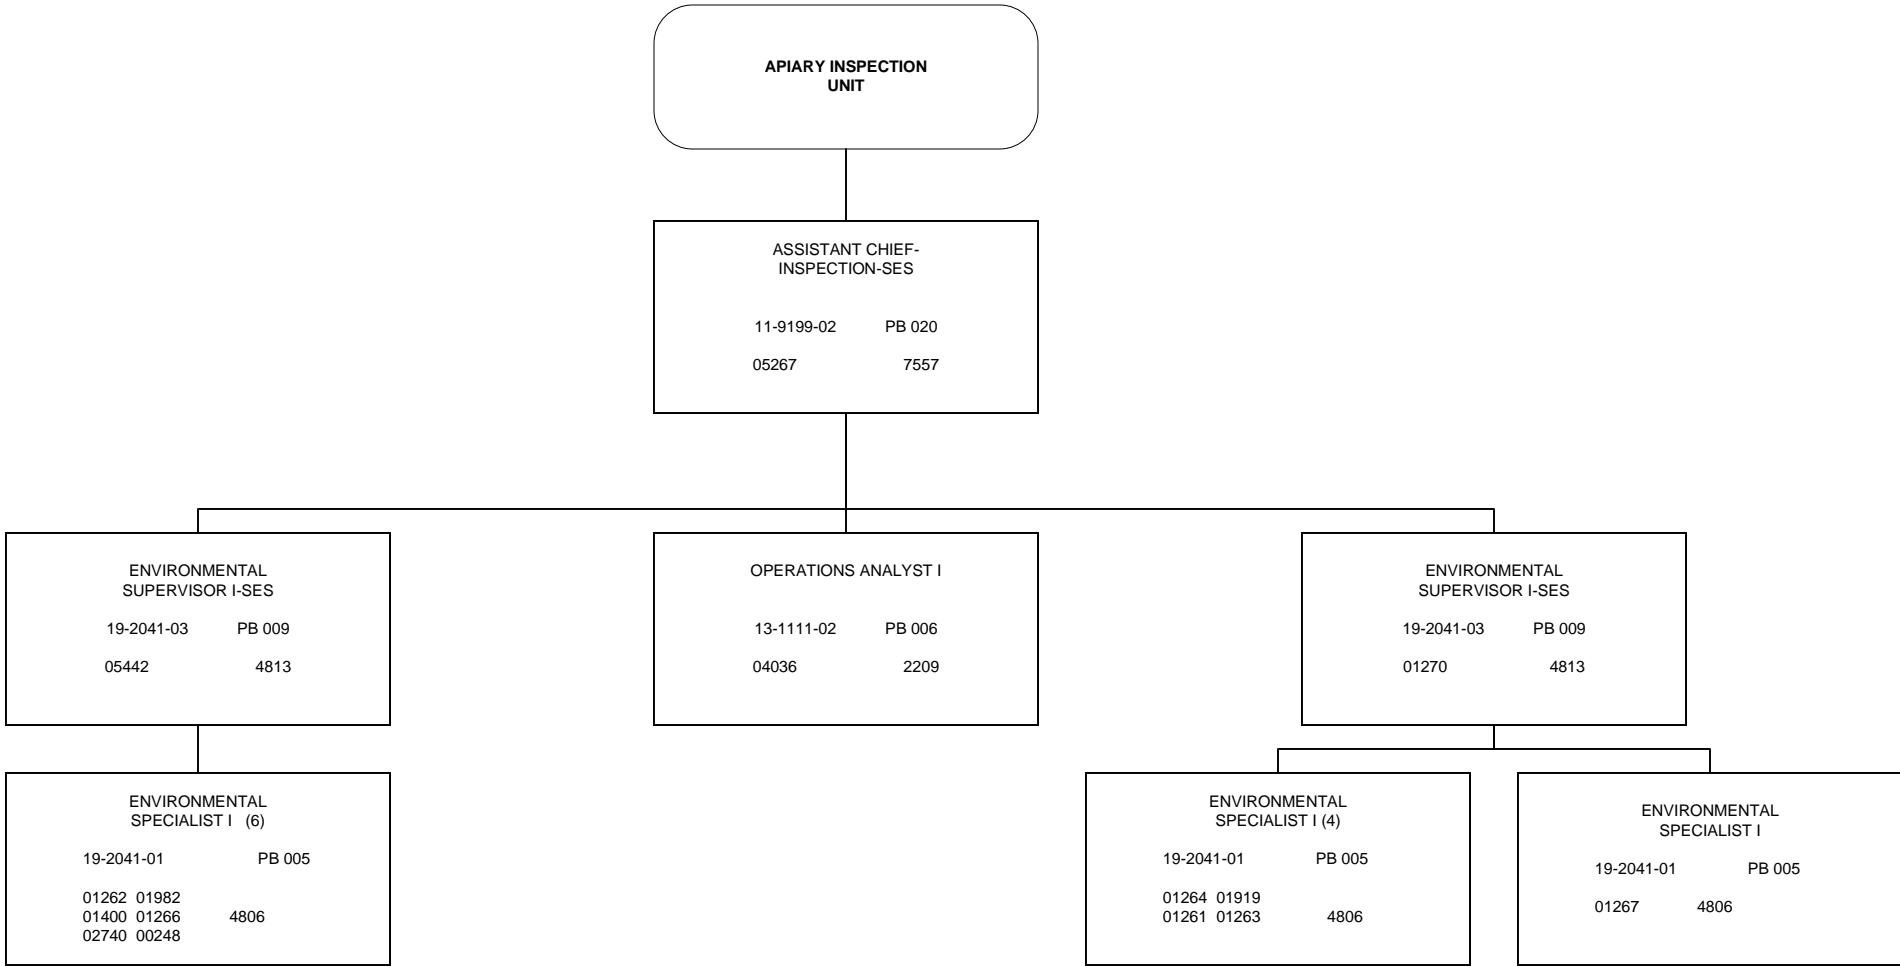 APIARY INSPECTION
UNIT
ASSISTANT CHIEF-
INSPECTION-SES
11-9199-02 PB 020
05267 7557
ENVIRONMENTAL
SUPERVISOR I-SES
19-2041-03 PB 009
05442 4813
OPERATIONS ANALYST I
13-1111-02 PB 006
04036 2209
ENVIRONMENTAL
SUPERVISOR I-SES
19-2041-03 PB 009
01270 4813
ENVIRONMENTAL
SPECIALIST I (6)
19-2041-01 PB 005
01262 01982
01400 01266 4806
02740 00248
ENVIRONMENTAL
SPECIALIST I (4)
19-2041-01 PB 005
01264 01919
01261 01263 4806
ENVIRONMENTAL
SPECIALIST I
19-2041-01 PB 005
01267 4806